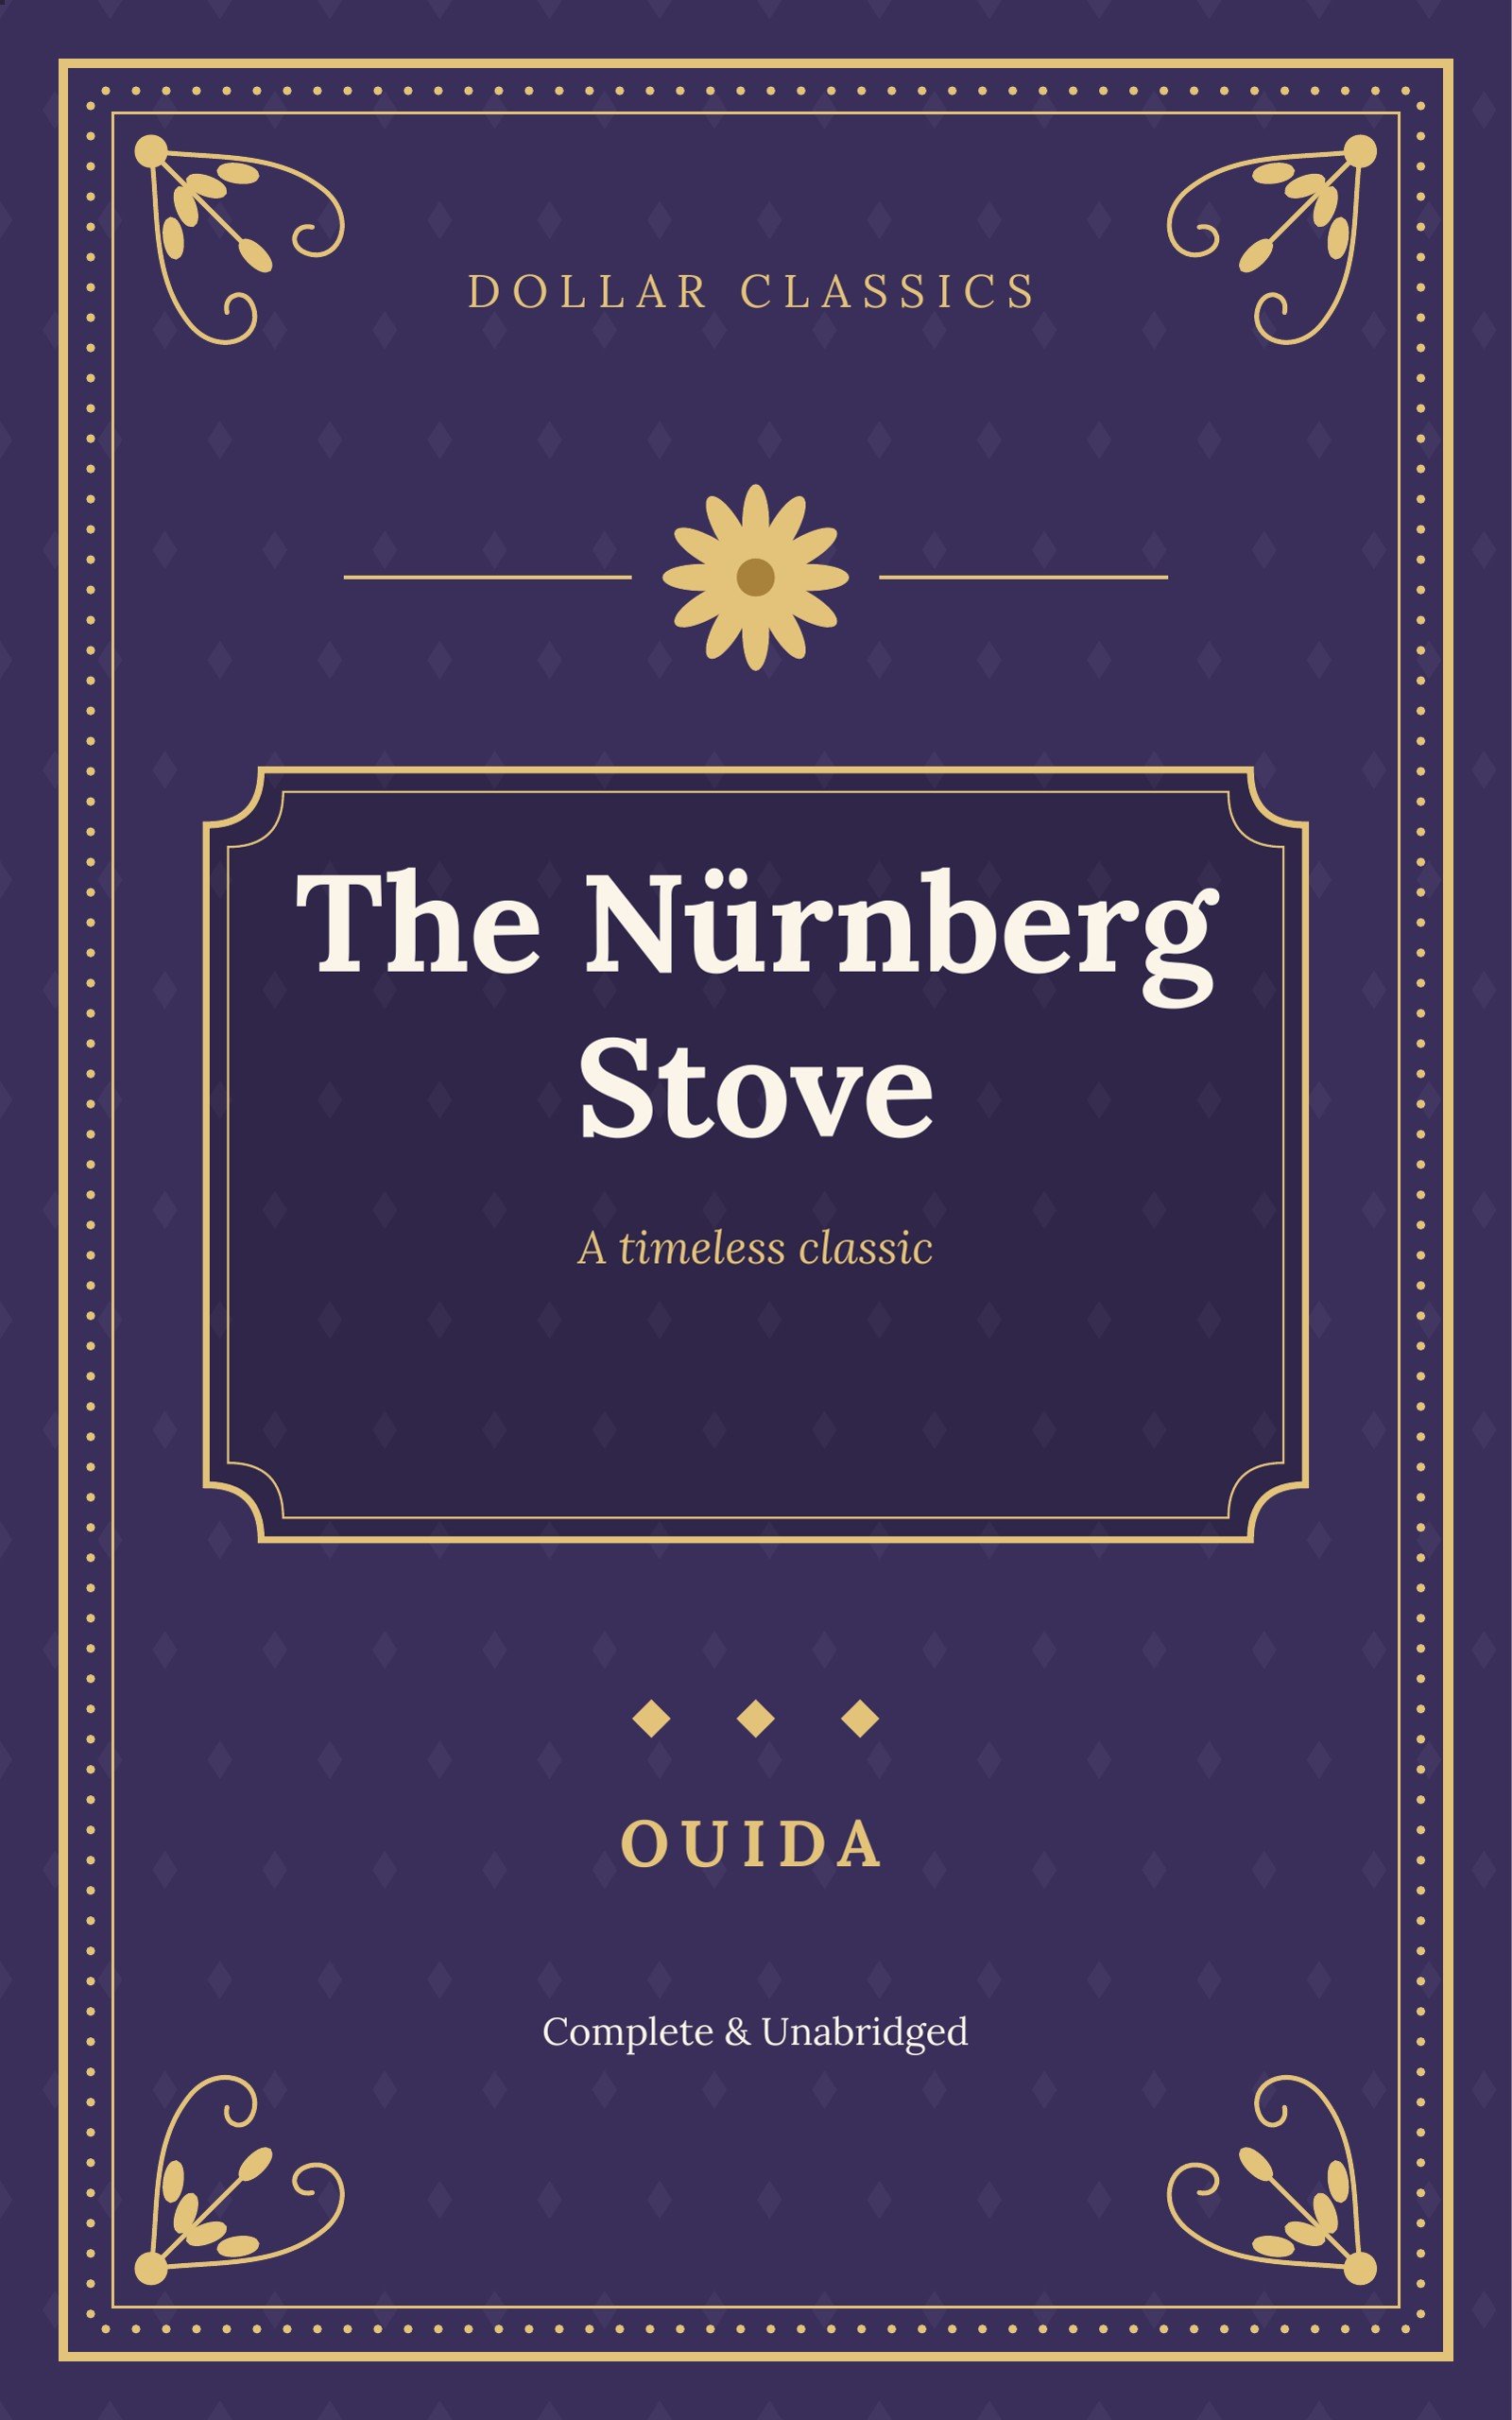 DOLLAR CLASSICS
The Nürnberg
Stove
A timeless classic
OUIDA
Complete & Unabridged